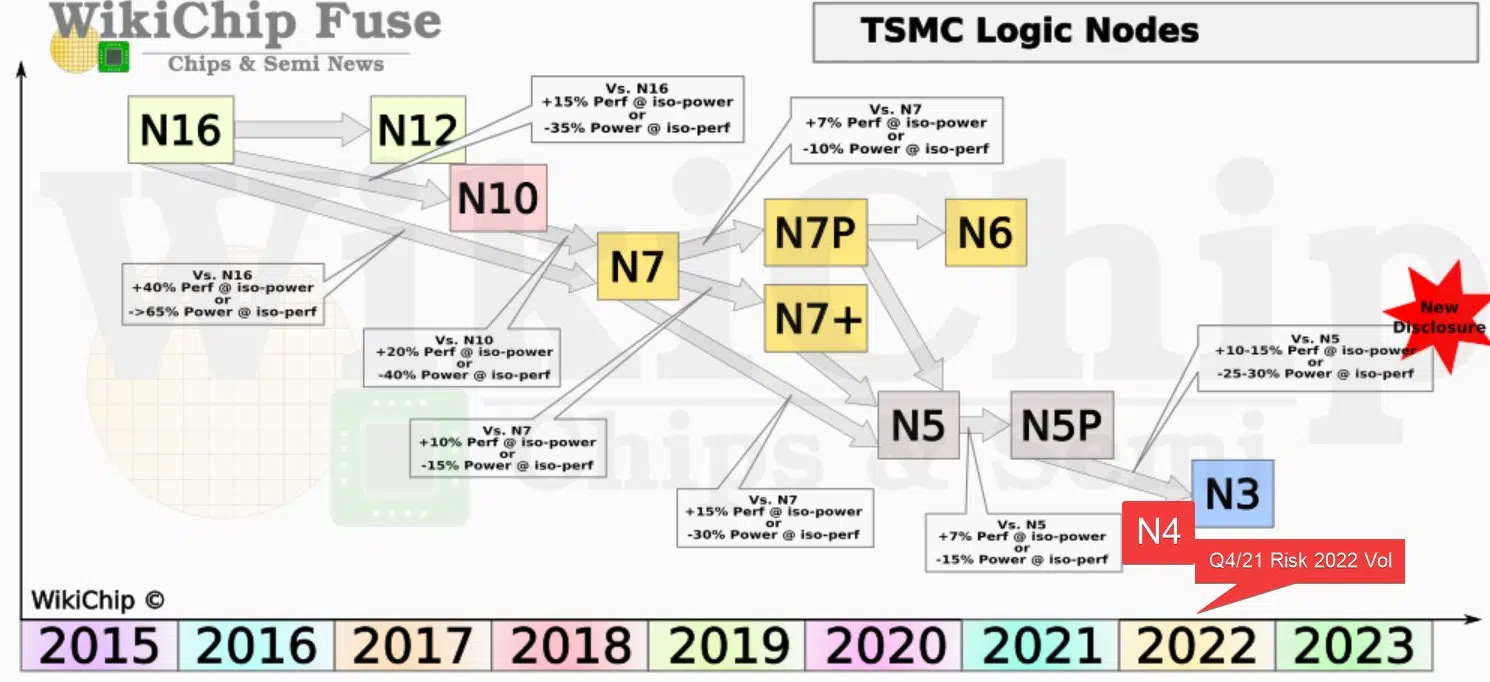 WikiChip Fuse
Chips & Semi News
TSMC Logic Nodes
N16
N12
Vs. N16
+15% Perf @ iso-power
or
-35% Power @ iso-perf
Vs. N7
+7% Perf @ iso-power
or
-10% Power @ iso-perf
N10
N7
N7P
N6
Vs. N16
+40% Perf @ iso-power
or
->65% Power @ iso-perf
N7+
New
Disclosure
Vs. N10
+20% Perf @ iso-power
or
-40% Power @ iso-perf
Vs. N5
+10-15% Perf @ iso-power
or
-25-30% Power @ iso-perf
Vs. N7
+10% Perf @ iso-power
or
-15% Power @ iso-perf
N5
N5P
Vs. N7
+15% Perf @ iso-power
or
-30% Power @ iso-perf
Vs. N5
+7% Perf @ iso-power
or
-15% Power @ iso-perf
N3
N4
Q4/21 Risk 2022 Vol
WikiChip
Chips & Semi
WikiChip ©
2015 2016 2017 2018 2019 2020 2021 2022 2023